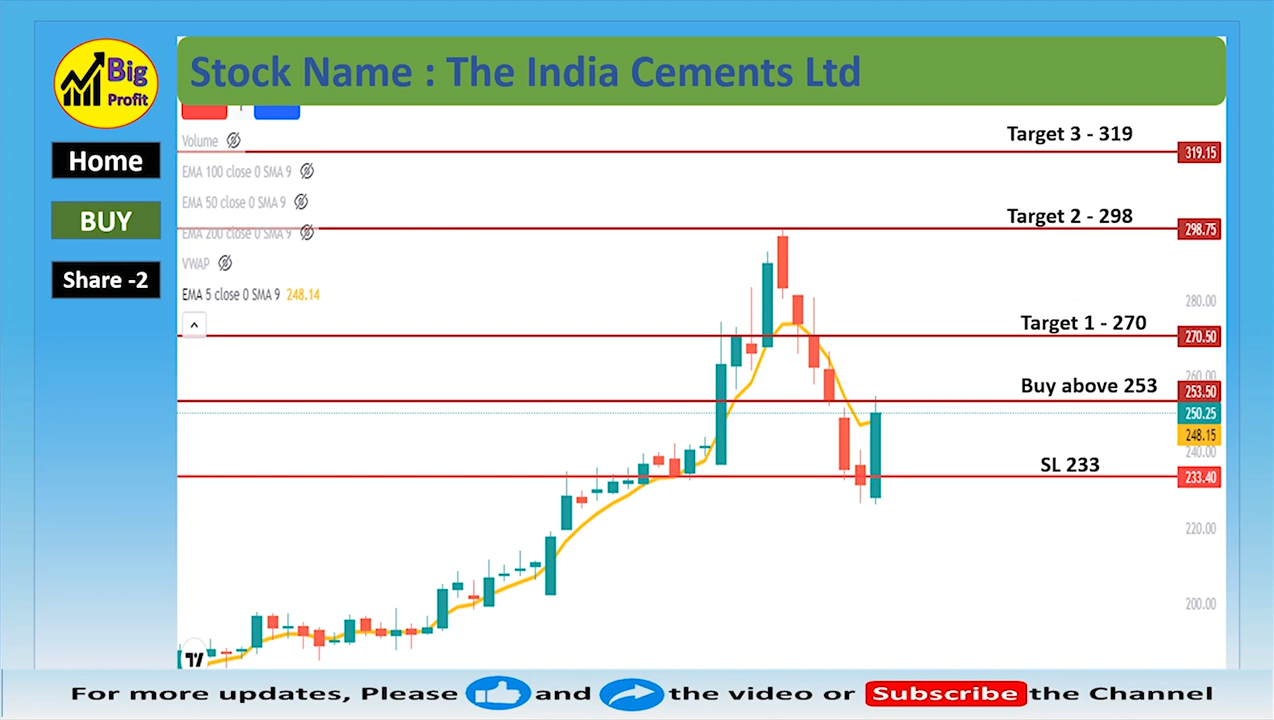 Big
Profit
Stock Name : The India Cements Ltd
Home
BUY
Share -2
Volume
EMA 100 close 0 SMA 9
EMA 50 close 0 SMA 9
EMA 200 close 0 SMA 9
VWAP
EMA 5 close 0 SMA 9 248.14
Target 3 - 319
319.15
Target 2 - 298
298.75
280.00
Target 1 - 270
270.50
260.00
Buy above 253
253.50
250.25
248.15
240.00
SL 233
233.40
220.00
200.00
For more updates, Please and the video or Subscribe the Channel